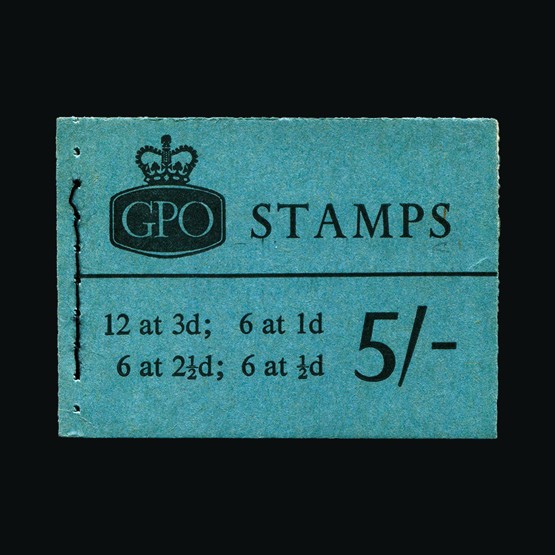 GPO STAMPS
12 at 3d; 6 at 1d
6 at 2½d; 6 at ½d
5/-